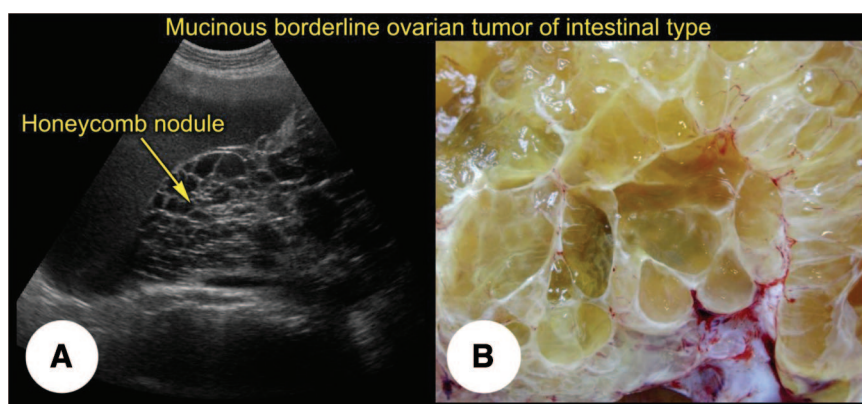 Mucinous borderline ovarian tumor of intestinal type
Honeycomb nodule
A
B